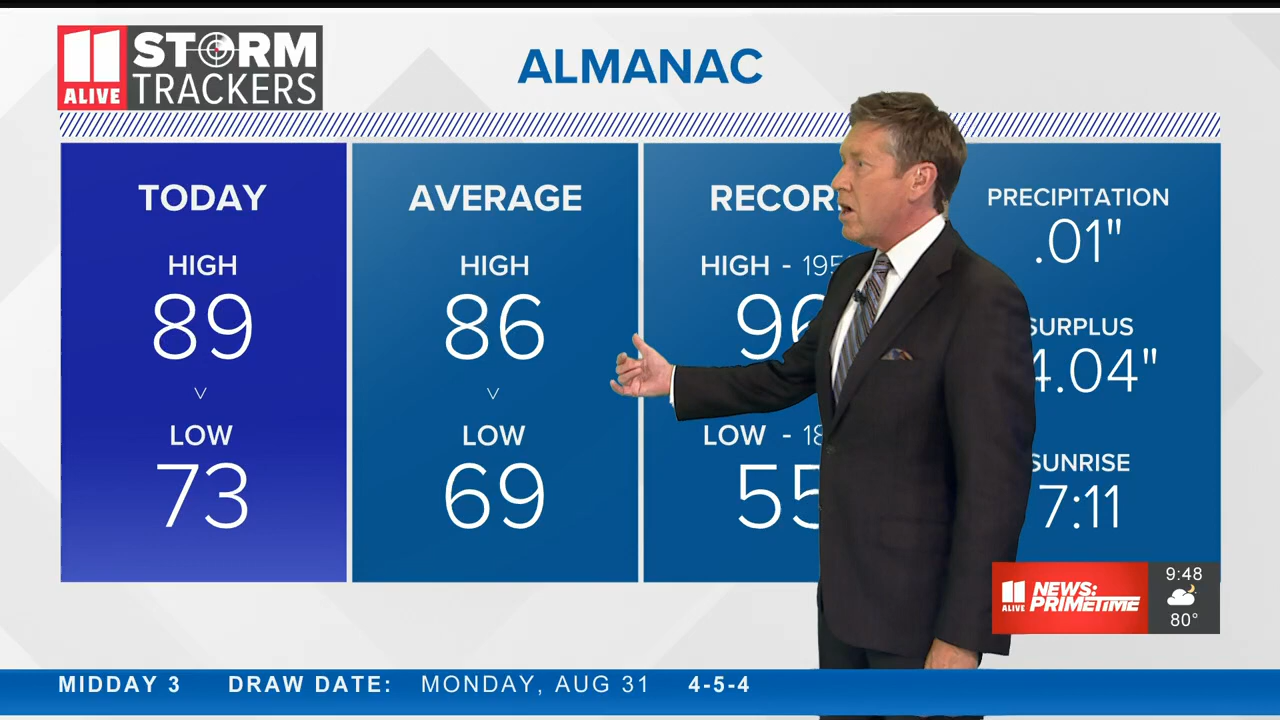 11 ALIVE
STORM TRACKERS
ALMANAC
TODAY
HIGH
89
LOW
73
AVERAGE
HIGH
86
LOW
69
HIGH -
LOW -
PRECIPITATION
.01"
SURPLUS
4.04"
SUNRISE
7:11
11 ALIVE
NEWS:
PRIMETIME
9:48
80°
MIDDAY 3 DRAW DATE: MONDAY, AUG 31 4-5-4